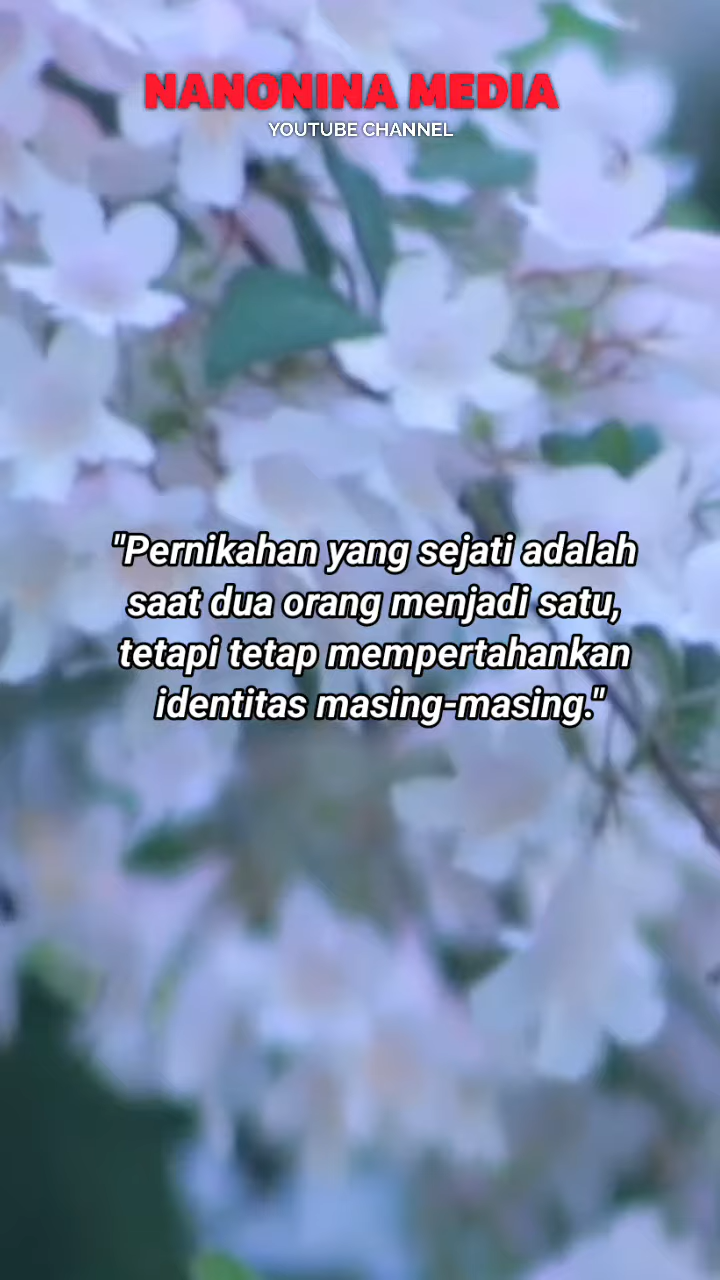 NANONINA MEDIA
YOUTUBE CHANNEL
"Pernikahan yang sejati adalah
saat dua orang menjadi satu,
tetapi tetap mempertahankan
identitas masing-masing."